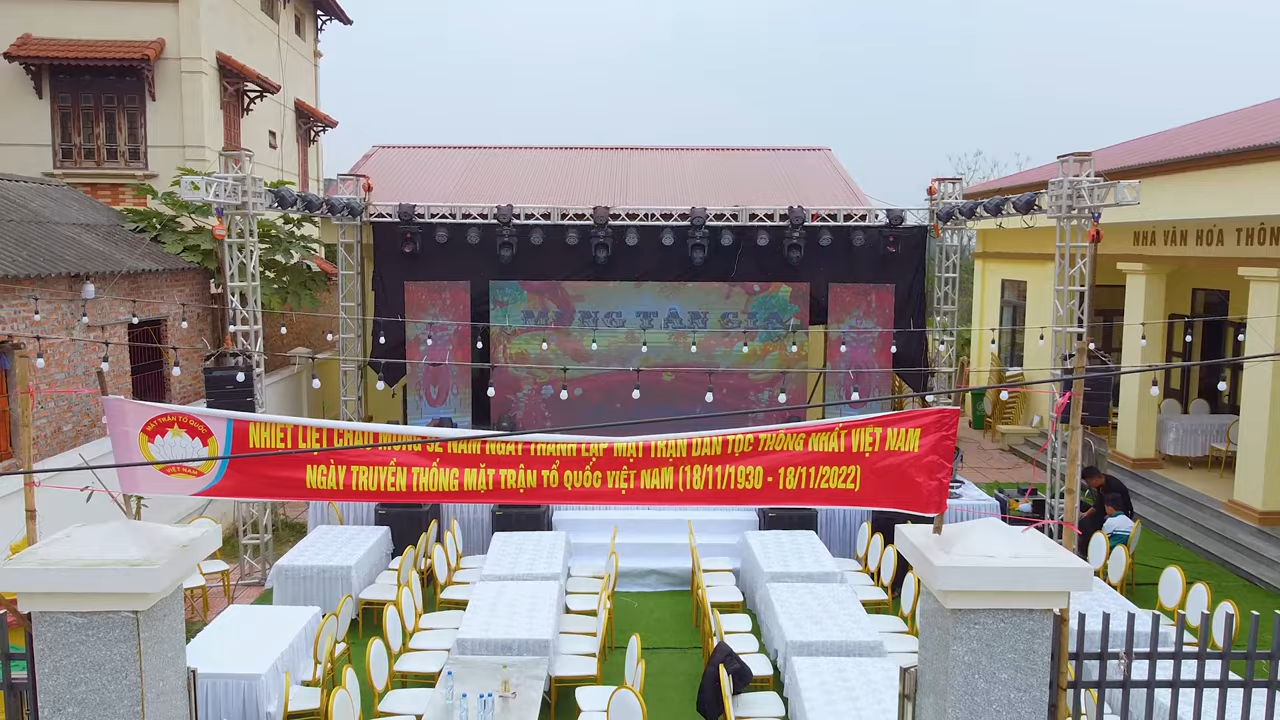 NHÀ VĂN HÓA THÔN
MỪNG TÂN GIA
MẶT TRẬN TỔ QUỐC
VIỆT NAM
NHIỆT LIỆT CHÀO MỪNG 92 NĂM NGÀY THÀNH LẬP MẶT TRẬN DÂN TỘC THỐNG NHẤT VIỆT NAM
NGÀY TRUYỀN THỐNG MẶT TRẬN TỔ QUỐC VIỆT NAM (18/11/1930 - 18/11/2022)